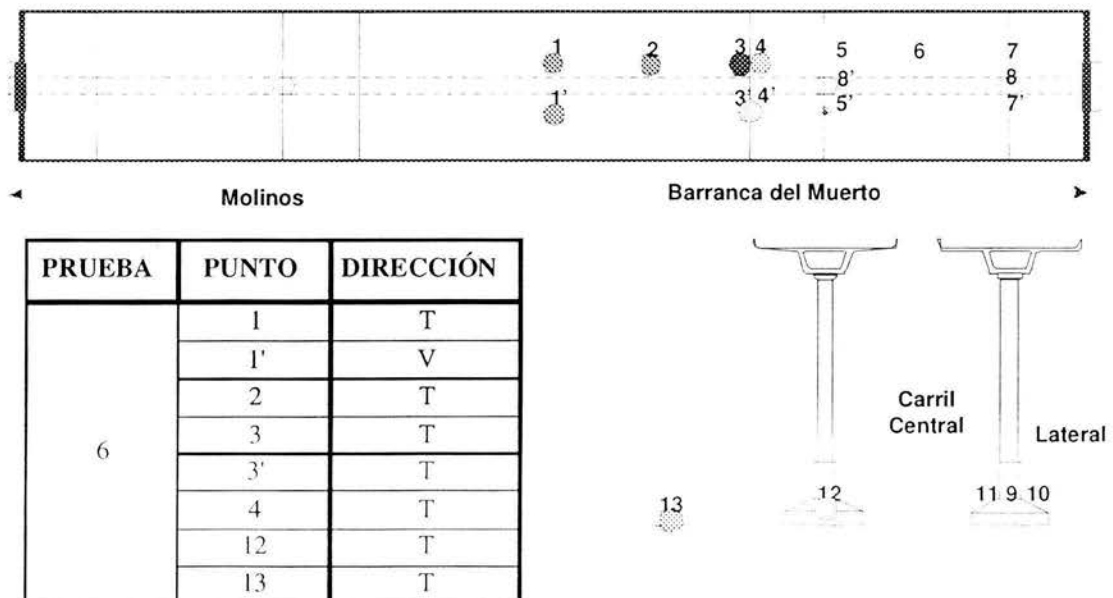 1 2 3 4 5 6 7
8' 8
1' 3' 4' 5' 7'
Molinos Barranca del Muerto
PRUEBA PUNTO DIRECCIÓN
6
1 T
1' V
2 T
3 T
3' T
4 T
12 T
13 T
Carril
Central
Lateral
13 12 11 9 10